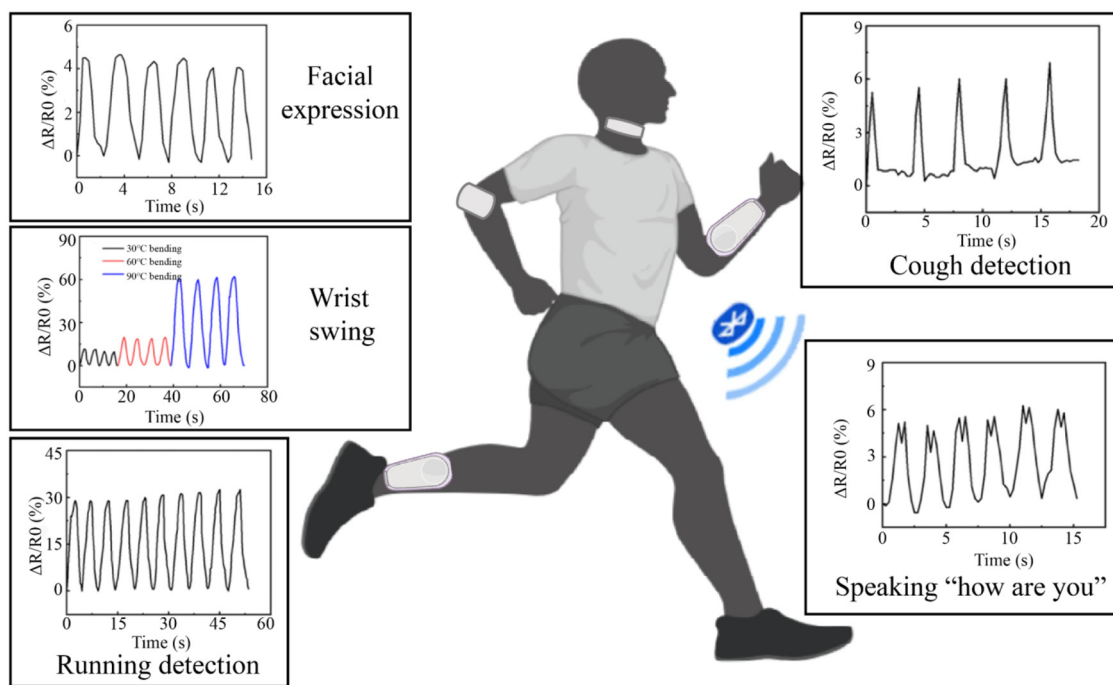 6
4
2
0
ΔR/R0 (%)
0 4 8 12 16
Time (s)
Facial
expression
90
60
30
0
ΔR/R0 (%)
30°C bending
60°C bending
90°C bending
0 20 40 60 80
Time (s)
Wrist
swing
45
30
15
0
ΔR/R0 (%)
0 15 30 45 60
Time (s)
Running detection
9
6
3
0
ΔR/R0 (%)
0 5 10 15 20
Time (s)
Cough detection
9
6
3
0
ΔR/R0 (%)
0 5 10 15
Time (s)
Speaking “how are you”